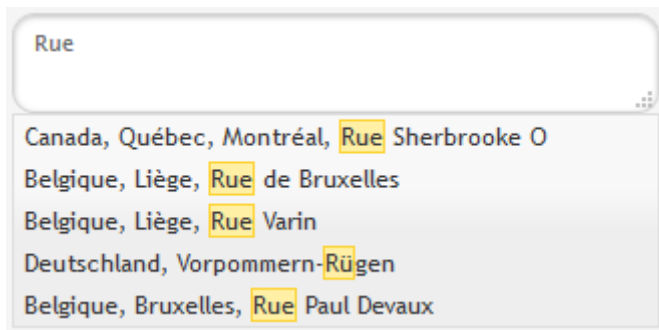 Rue
Canada, Québec, Montréal, Rue Sherbrooke O
Belgique, Liège, Rue de Bruxelles
Belgique, Liège, Rue Varin
Deutschland, Vorpommern-Rügen
Belgique, Bruxelles, Rue Paul Devaux